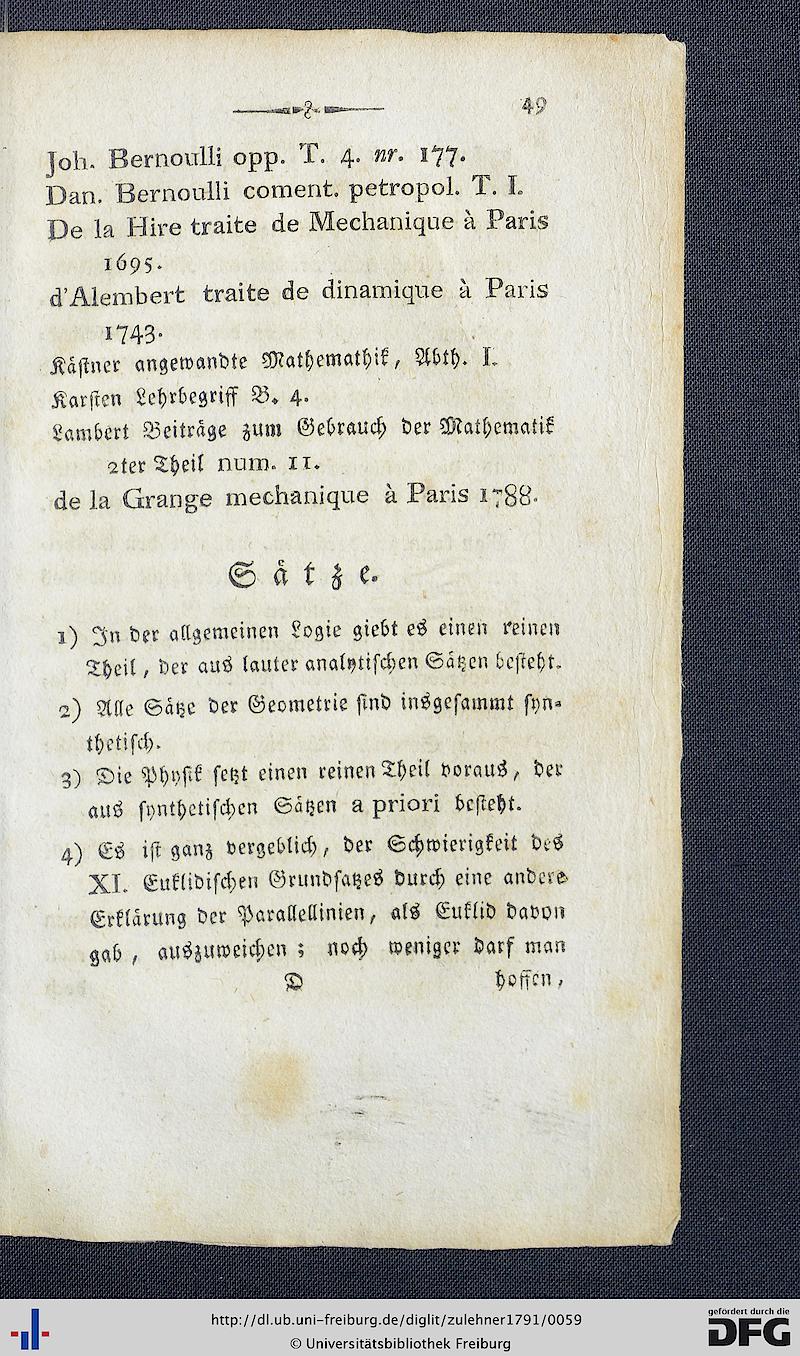 49
Joh. Bernoulli opp. T. 4. nr. 177.
Dan. Bernoulli coment. petropol. T. I.
De la Hire traite de Mechanique à Paris
1695.
d'Alembert traite de dinamique à Paris
1743.
Kästner angewandte Mathemathik, Abth. I.
Karsten Lehrbegriff B. 4.
Lambert Beiträge zum Gebrauch der Mathematik
2ter Theil num. 11.
de la Grange mechanique à Paris 1788.
Sätze.
1) In der allgemeinen Logie giebt es einen reinen
Theil, der aus lauter analytischen Sätzen besteht.
2) Alle Sätze der Geometrie sind insgesammt syn-
thetisch.
3) Die Physik setzt einen reinen Theil voraus, der
aus synthetischen Sätzen a priori besteht.
4) Es ist ganz vergeblich, der Schwierigkeit des
XI. Euklidischen Grundsatzes durch eine andere
Erklärung der Parallellinien, als Euklid davon
gab, auszuweichen; noch weniger darf man
D hoffen,
http://dl.ub.uni-freiburg.de/diglit/zulehner1791/0059
© Universitätsbibliothek Freiburg
gefördert durch die
DFG